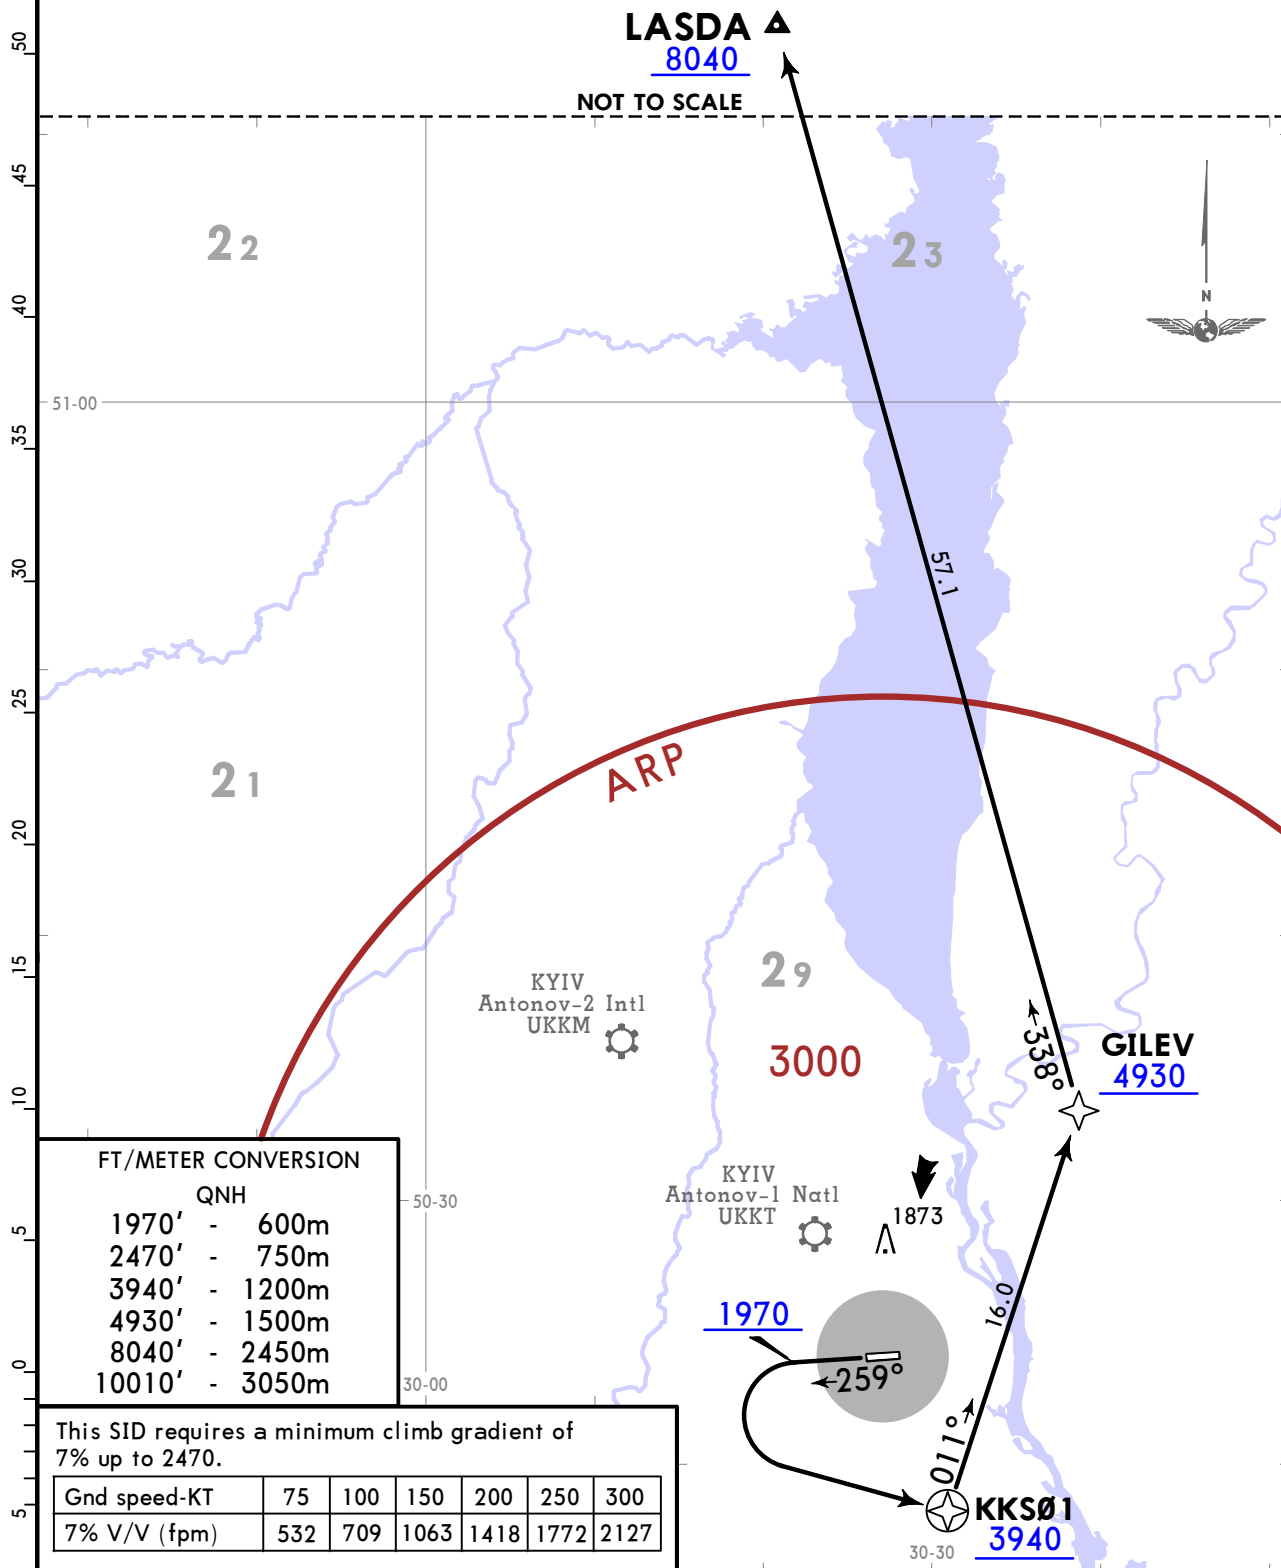 50
LASDA
8040
NOT TO SCALE
45
22
23
N
40
51-00
35
57.1
30
25
ARP
21
20
15
29
KYIV
Antonov-2 Intl
UKKM
3000
338°
GILEV
4930
10
FT/METER CONVERSION
QNH
1970' - 600m
2470' - 750m
3940' - 1200m
4930' - 1500m
8040' - 2450m
10010' - 3050m
50-30
KYIV
Antonov-1 Natl
UKKT
1873
5
16.0
1970
0
259°
30-00
This SID requires a minimum climb gradient of
7% up to 2470.
Gnd speed-KT 75 100 150 200 250 300
7% V/V (fpm) 532 709 1063 1418 1772 2127
011°
5
KKSØ1
3940
30-30